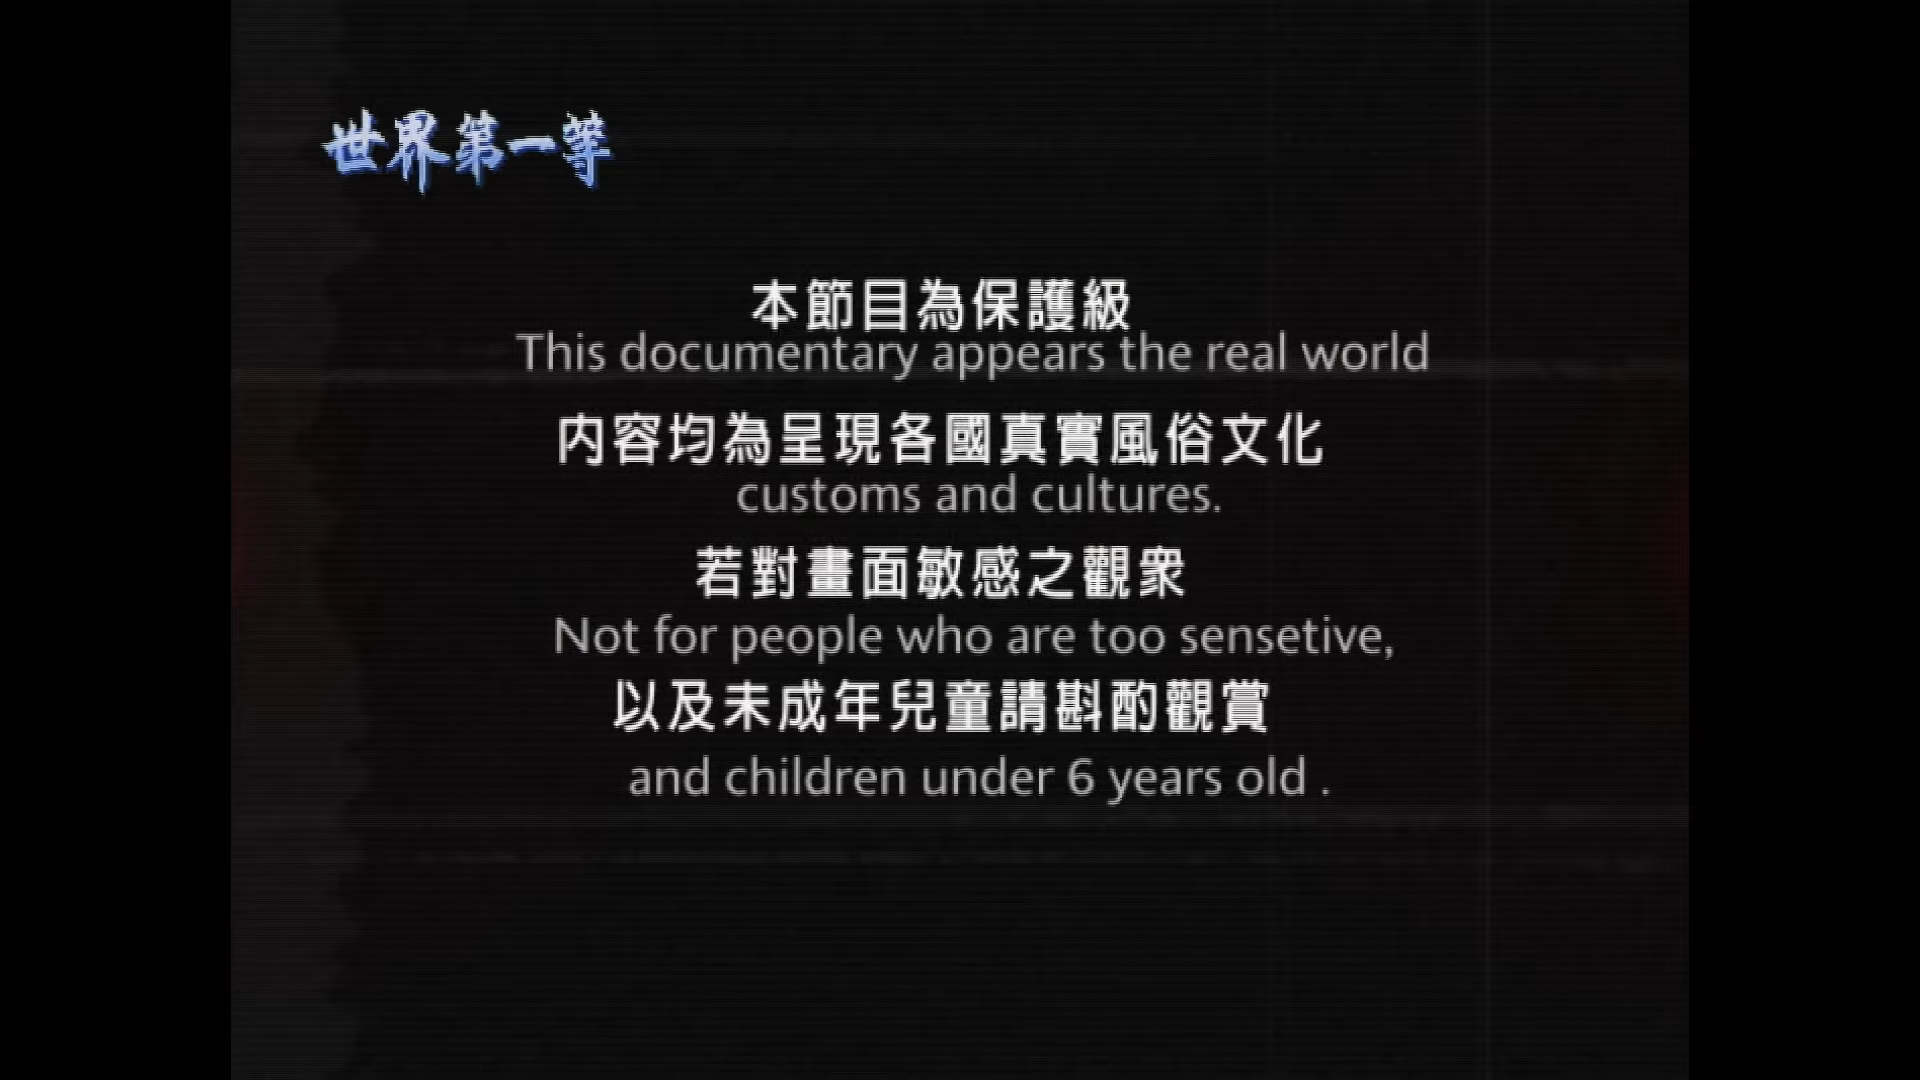 世界第一等
本節目為保護級
This documentary appears the real world
內容均為呈現各國真實風俗文化
customs and cultures.
若對畫面敏感之觀眾
Not for people who are too sensetive,
以及未成年兒童請斟酌觀賞
and children under 6 years old .